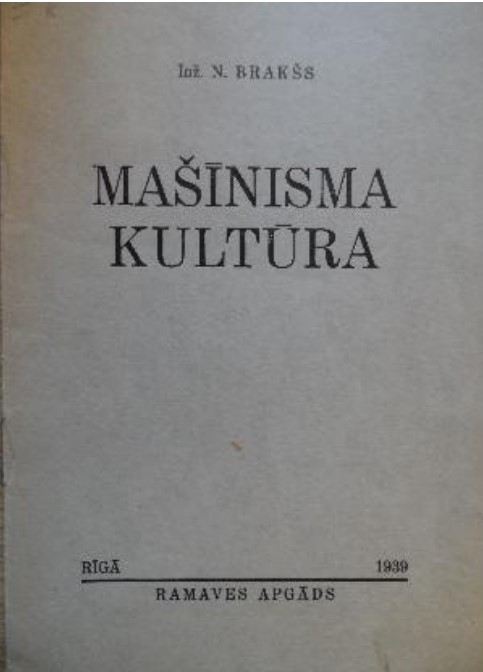 Inž. N. BRAKŠS
MAŠĪNISMA
KULTŪRA
RĪGĀ 1939
RAMAVES APGĀDS